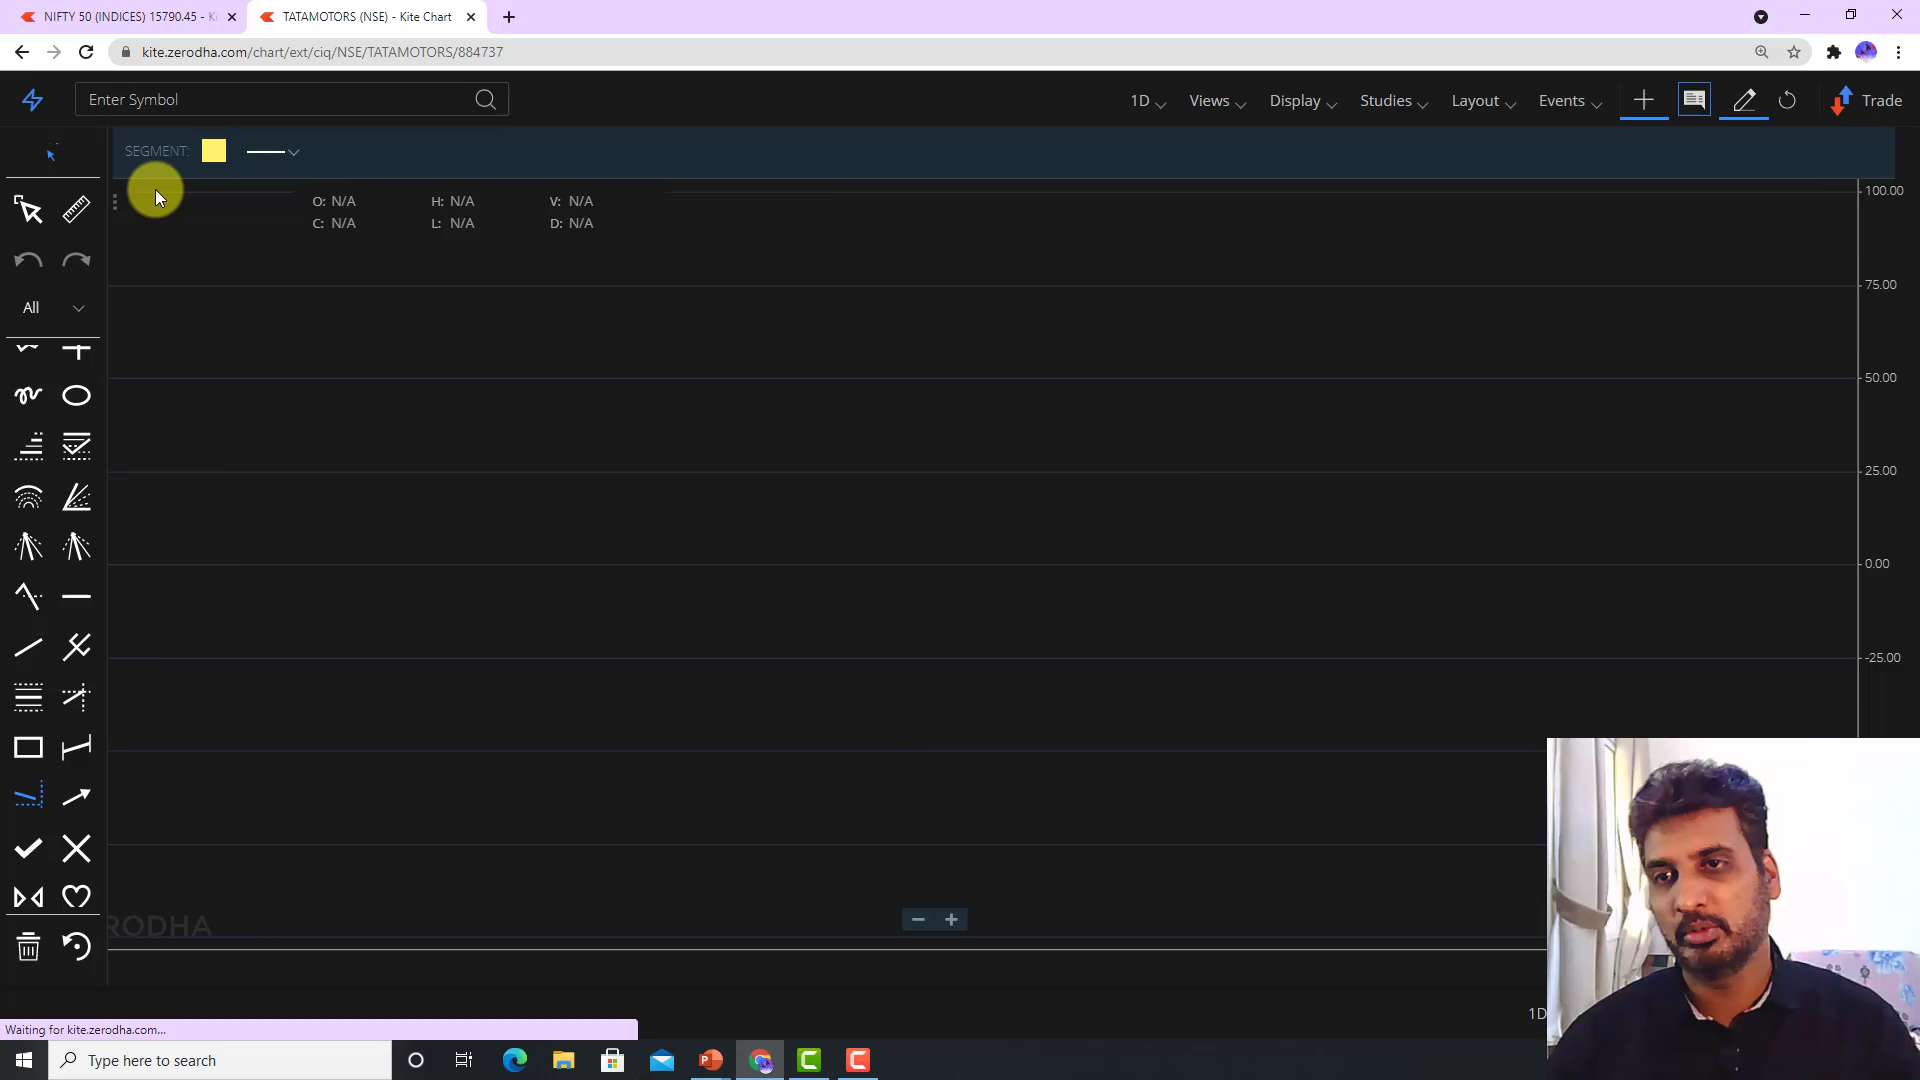 NIFTY 50 (INDICES) 15790.45 - Ki
TATAMOTORS (NSE) - Kite Chart
kite.zerodha.com/chart/ext/ciq/NSE/TATAMOTORS/884737
Enter Symbol
1D
Views
Display
Studies
Layout
Events
Trade
SEGMENT:
O: N/A
H: N/A
V: N/A
C: N/A
L: N/A
D: N/A
All
100.00
75.00
50.00
25.00
0.00
-25.00
RODHA
1D
Waiting for kite.zerodha.com...
Type here to search